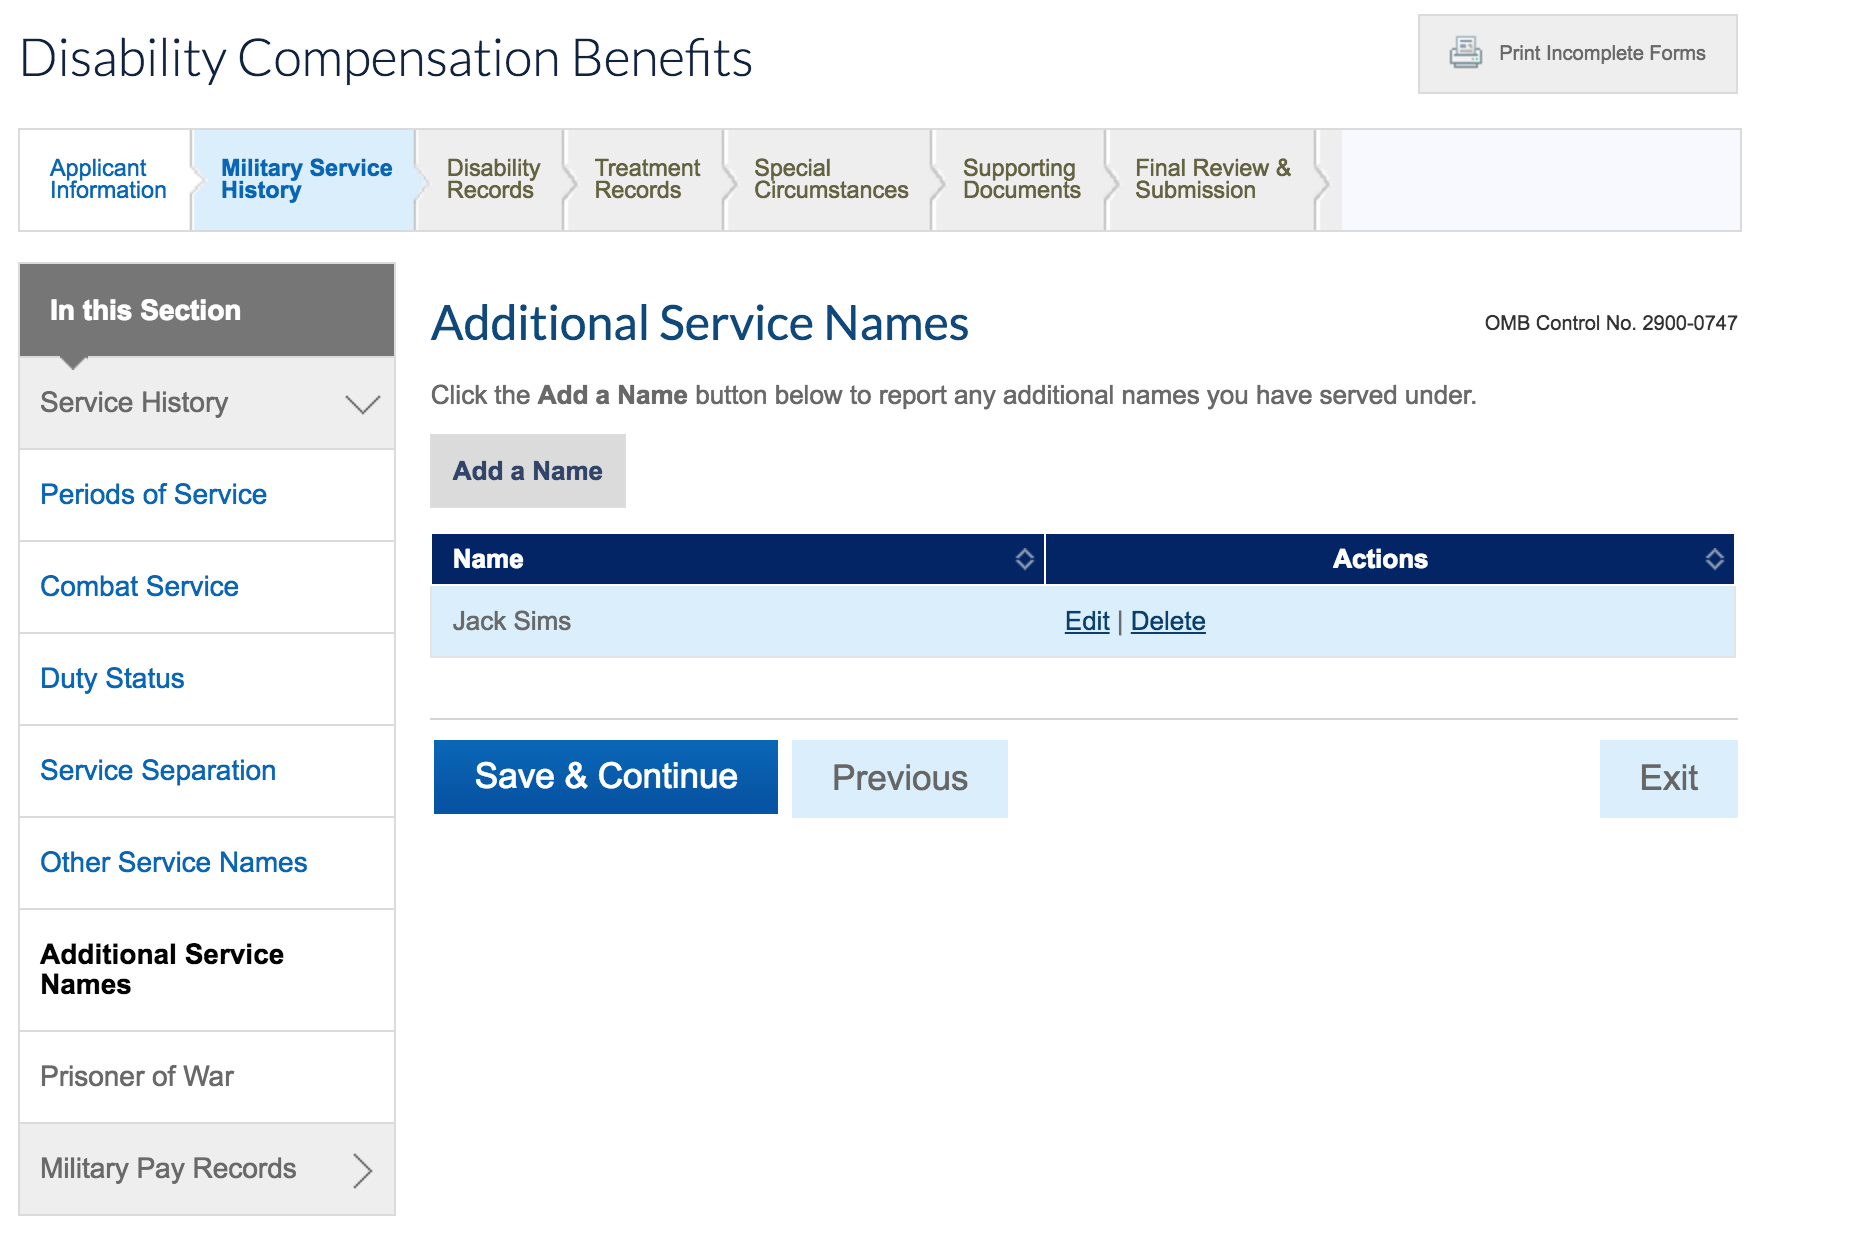 Disability Compensation Benefits
Print Incomplete Forms
Applicant
Information
Military Service
History
Disability
Records
Treatment
Records
Special
Circumstances
Supporting
Documents
Final Review &
Submission
In this Section
Service History
Periods of Service
Combat Service
Duty Status
Service Separation
Other Service Names
Additional Service
Names
Prisoner of War
Military Pay Records
Additional Service Names
OMB Control No. 2900-0747
Click the Add a Name button below to report any additional names you have served under.
Add a Name
Name Actions
Jack Sims Edit | Delete
Save & Continue
Previous
Exit